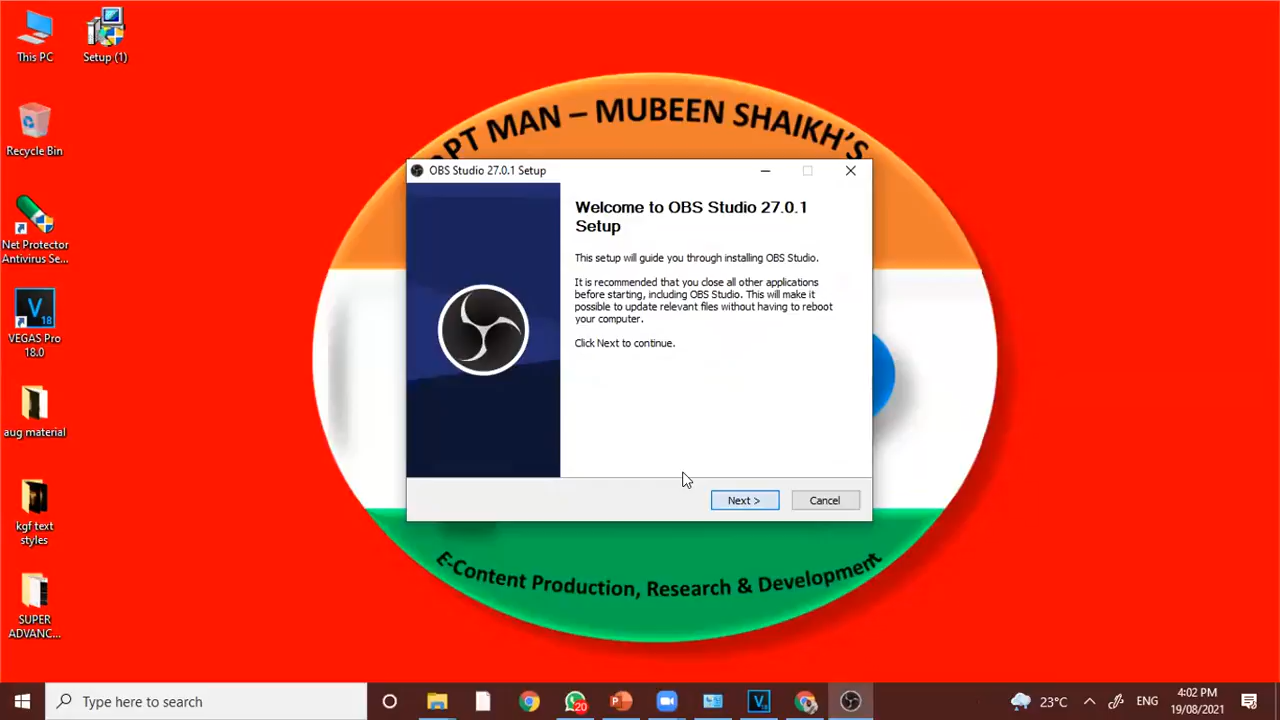 This PC
Setup (1)
Recycle Bin
Net Protector
Antivirus Se...
VEGAS Pro
18.0
aug material
kgf text
styles
SUPER
ADVANC...
PT MAN – MUBEEN SHAIKH'S
OBS Studio 27.0.1 Setup
Welcome to OBS Studio 27.0.1
Setup
This setup will guide you through installing OBS Studio.
It is recommended that you close all other applications
before starting, including OBS Studio. This will make it
possible to update relevant files without having to reboot
your computer.
Click Next to continue.
Next >
Cancel
E-Content Production, Research & Development
Type here to search
20
23°C
ENG
4:02 PM
19/08/2021